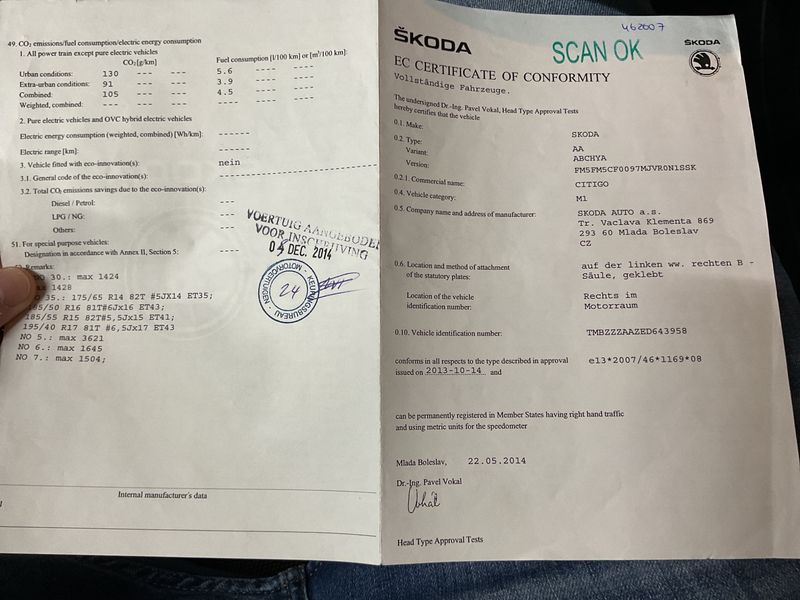 49. CO2 emissions/fuel consumption/electric energy consumption
1. All power train except pure electric vehicles
CO2[g/km] Fuel consumption [l/100 km] or [m³/100 km]:
Urban conditions: 130 --- --- 5.6 ---- ----
Extra-urban conditions: 91 --- --- 3.9 ---- ----
Combined: 105 --- --- 4.5 ---- ----
Weighted, combined: --- --- --- ---- ---- ----
2. Pure electric vehicles and OVC hybrid electric vehicles
Electric energy consumption (weighted, combined) [Wh/km]: ------
Electric range [km]: ------
3. Vehicle fitted with eco-innovation(s): nein
3.1. General code of the eco-innovation(s):
3.2. Total CO2 emissions savings due to the eco-innovation(s):
Diesel / Petrol: ---
LPG / NG: ----
Others: ----
51. For special purpose vehicles:
Designation in accordance with Annex II, Section 5: ----
Remarks:
NO 30.: max 1424
max 1428
NO 35.: 175/65 R14 82T #5JX14 ET35;
185/50 R16 81T#6Jx16 ET43;
185/55 R15 82T#5,5Jx15 ET41;
195/40 R17 81T #6,5Jx17 ET43
NO 5.: max 3621
NO 6.: max 1645
NO 7.: max 1504;
VOERTUIG AANGEBODEN
VOOR INSCHRIJVING
DEC. 2014
KEURINGSBUREAU MOTORVOERTUIGEN
24
Internal manufacturer's data
462007
ŠKODA
SCAN OK
ŠKODA
EC CERTIFICATE OF CONFORMITY
Vollständige Fahrzeuge.
The undersigned Dr.-Ing. Pavel Vokal, Head Type Approval Tests
hereby certifies that the vehicle
0.1. Make: SKODA
0.2. Type: AA
Variant: ABCHYA
Version: FM5FM5CF0097MJVR0N1SSK
0.2.1. Commercial name: CITIGO
0.4. Vehicle category: M1
0.5. Company name and address of manufacturer: SKODA AUTO a.s.
Tr. Vaclava Klementa 869
293 60 Mlada Boleslav
CZ
0.6. Location and method of attachment auf der linken ww. rechten B -
of the statutory plates: Säule, geklebt
Location of the vehicle Rechts im
identification number: Motorraum
0.10. Vehicle identification number: TMBZZZAAZED643958
conforms in all respects to the type described in approval e13*2007/46*1169*08
issued on 2013-10-14 and
can be permanently registered in Member States having right hand traffic
and using metric units for the speedometer
Mlada Boleslav, 22.05.2014
Dr.-Ing. Pavel Vokal
Head Type Approval Tests